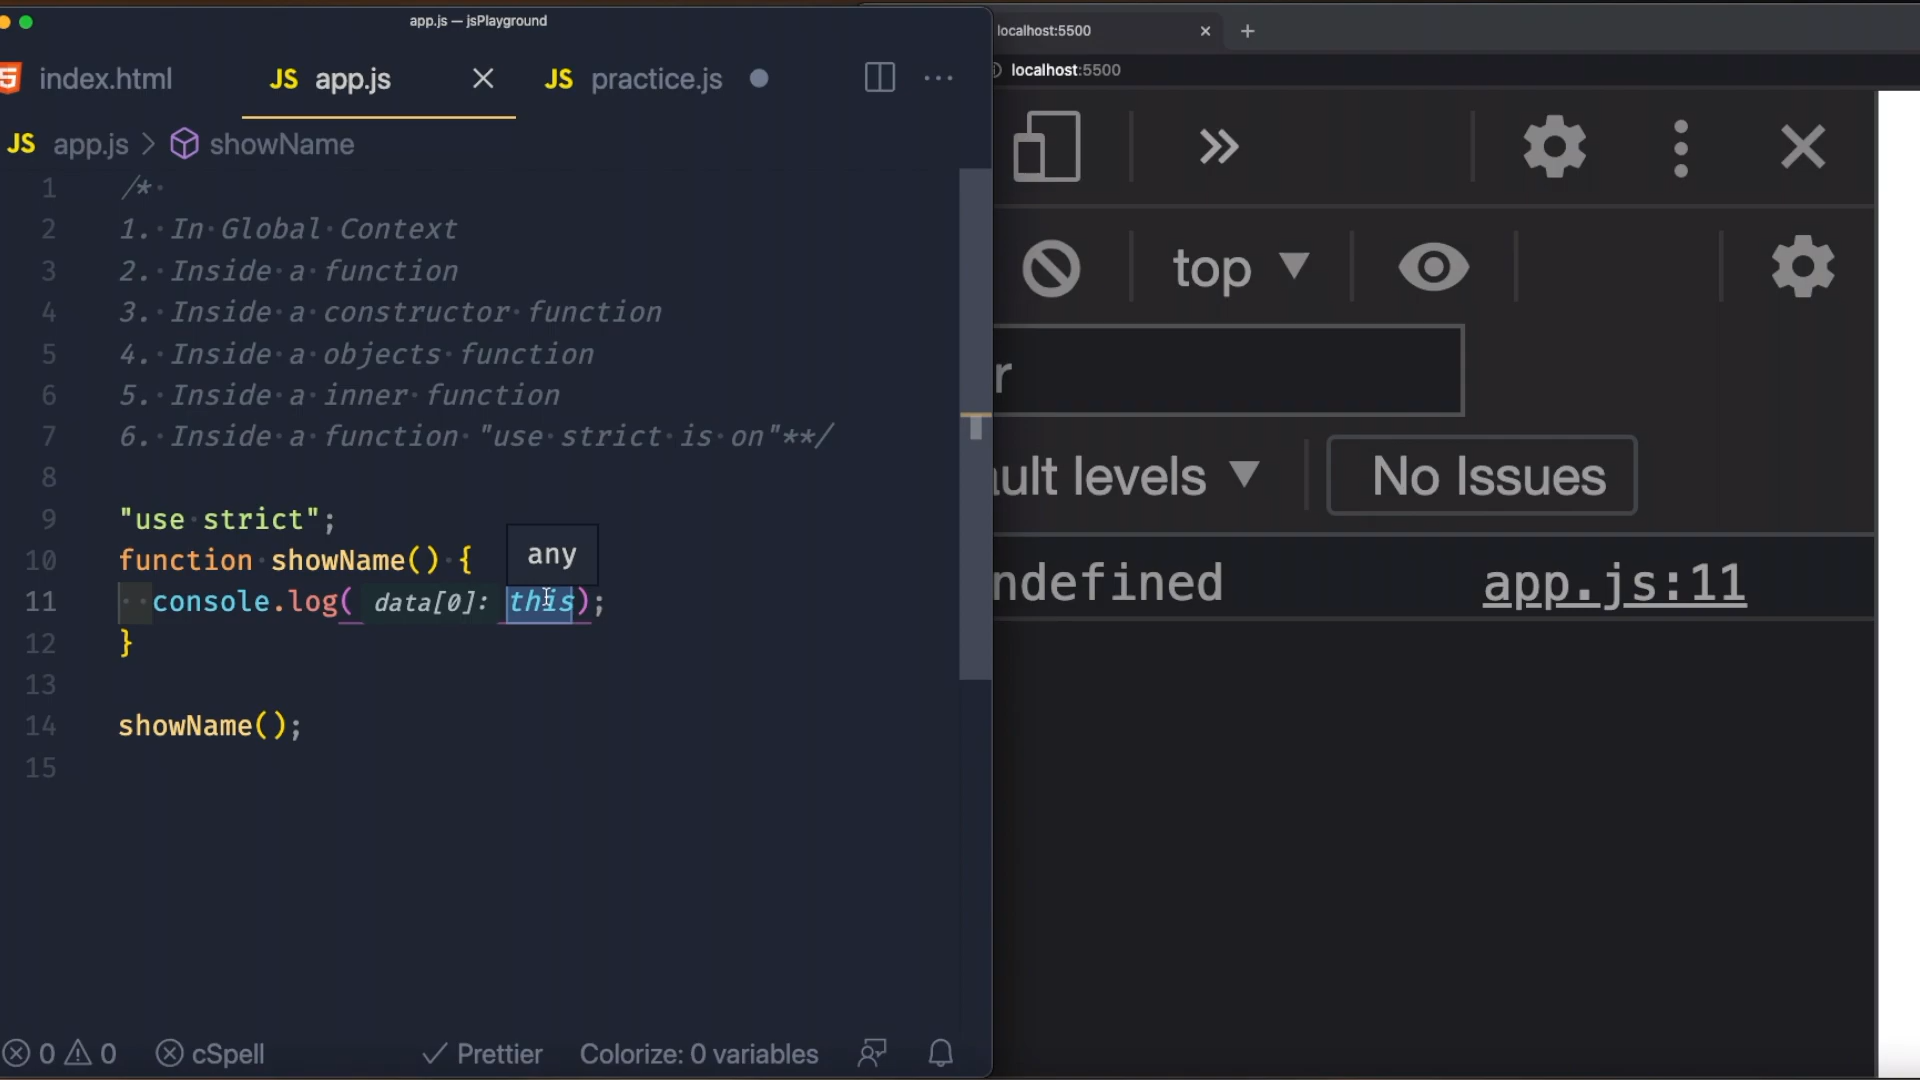 app.js — jsPlayground
index.html
JS app.js
JS practice.js
JS app.js > showName
1 /*
2 1. In Global Context
3 2. Inside a function
4 3. Inside a constructor function
5 4. Inside a objects function
6 5. Inside a inner function
7 6. Inside a function "use strict is on"**/
8
9 "use strict";
10 function showName() {
any
11 console.log( data[0]: this);
12 }
13
14 showName();
15
0 0 cSpell Prettier Colorize: 0 variables
localhost:5500
localhost:5500
top
r
ult levels
No Issues
ndefined app.js:11